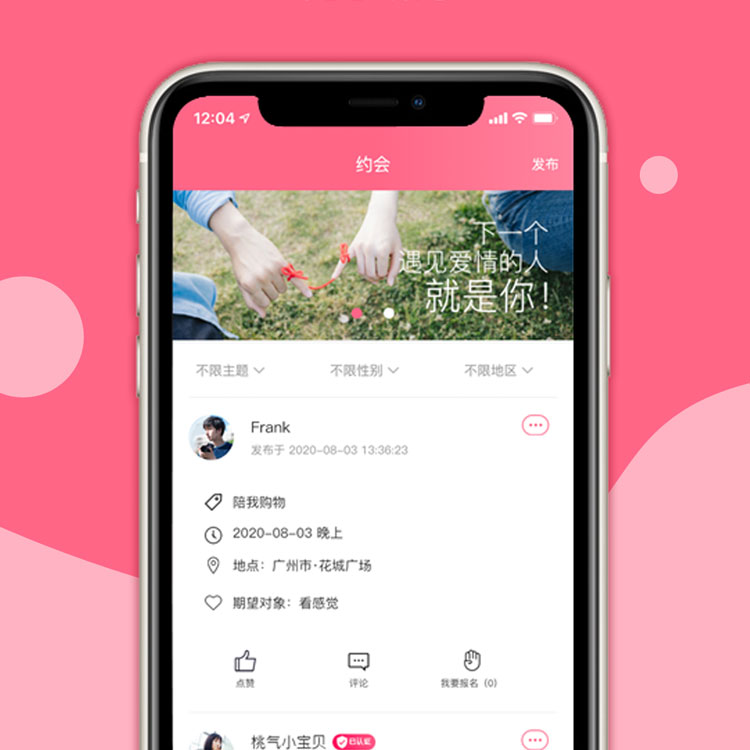 12:04
约会
发布
下一个
遇见爱情的人
就是你!
不限主题
不限性别
不限地区
Frank
发布于 2020-08-03 13:36:23
陪我购物
2020-08-03 晚上
地点：广州市·花城广场
期望对象：看感觉
点赞
评论
我要报名（0）
桃气小宝贝
已认证